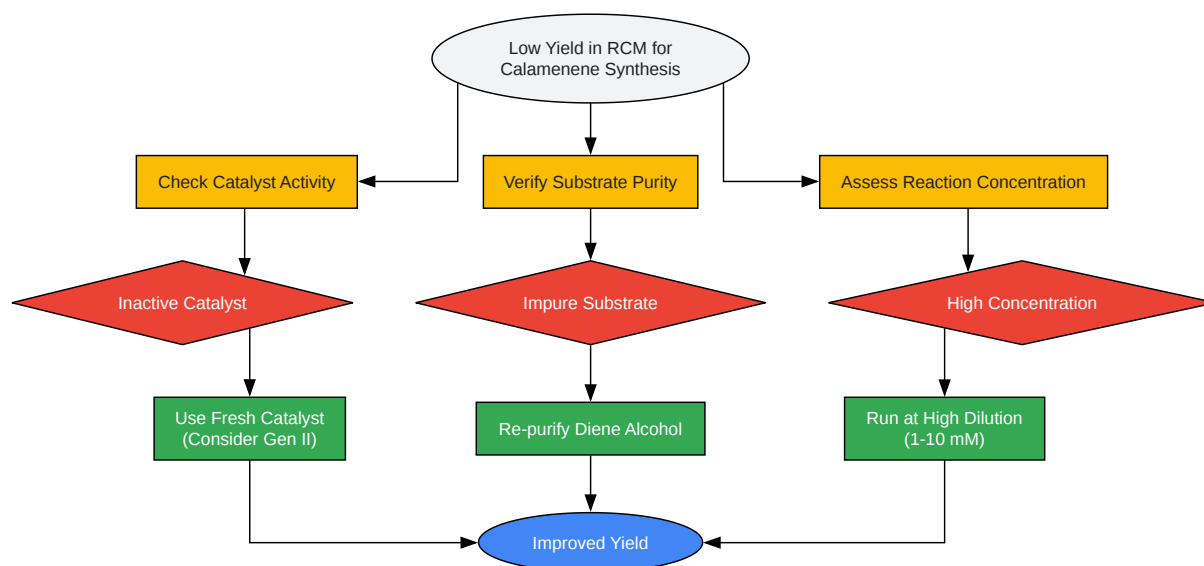 Low Yield in RCM for
Calamenene Synthesis
Check Catalyst Activity
Verify Substrate Purity
Assess Reaction Concentration
Inactive Catalyst
Impure Substrate
High Concentration
Use Fresh Catalyst
(Consider Gen II)
Re-purify Diene Alcohol
Run at High Dilution
(1-10 mM)
Improved Yield